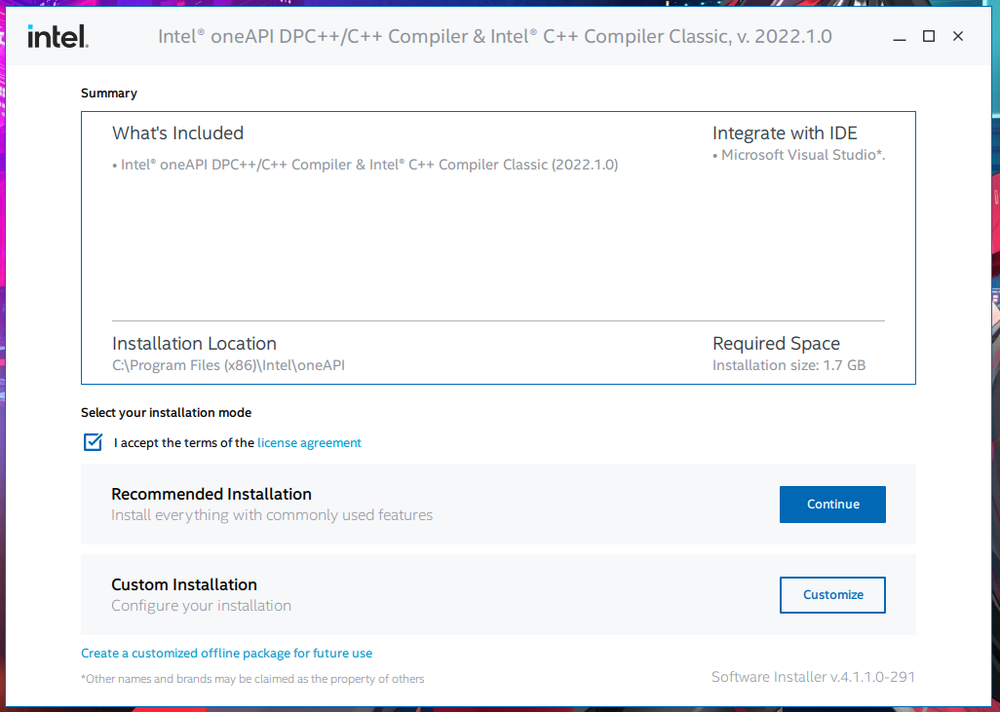 intel.
Intel® oneAPI DPC++/C++ Compiler & Intel® C++ Compiler Classic, v. 2022.1.0
Summary
What's Included
• Intel® oneAPI DPC++/C++ Compiler & Intel® C++ Compiler Classic (2022.1.0)
Integrate with IDE
• Microsoft Visual Studio*.
Installation Location
C:\Program Files (x86)\Intel\oneAPI
Required Space
Installation size: 1.7 GB
Select your installation mode
I accept the terms of the license agreement
Recommended Installation
Install everything with commonly used features
Continue
Custom Installation
Configure your installation
Customize
Create a customized offline package for future use
*Other names and brands may be claimed as the property of others
Software Installer v.4.1.1.0-291